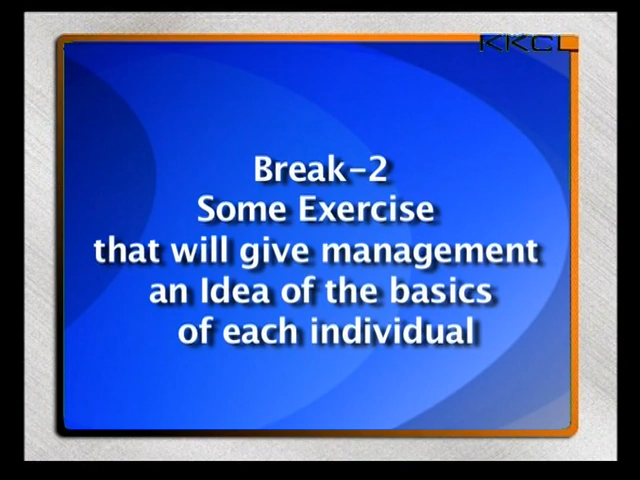 KKCL
Break-2
Some Exercise
that will give management
an Idea of the basics
of each individual